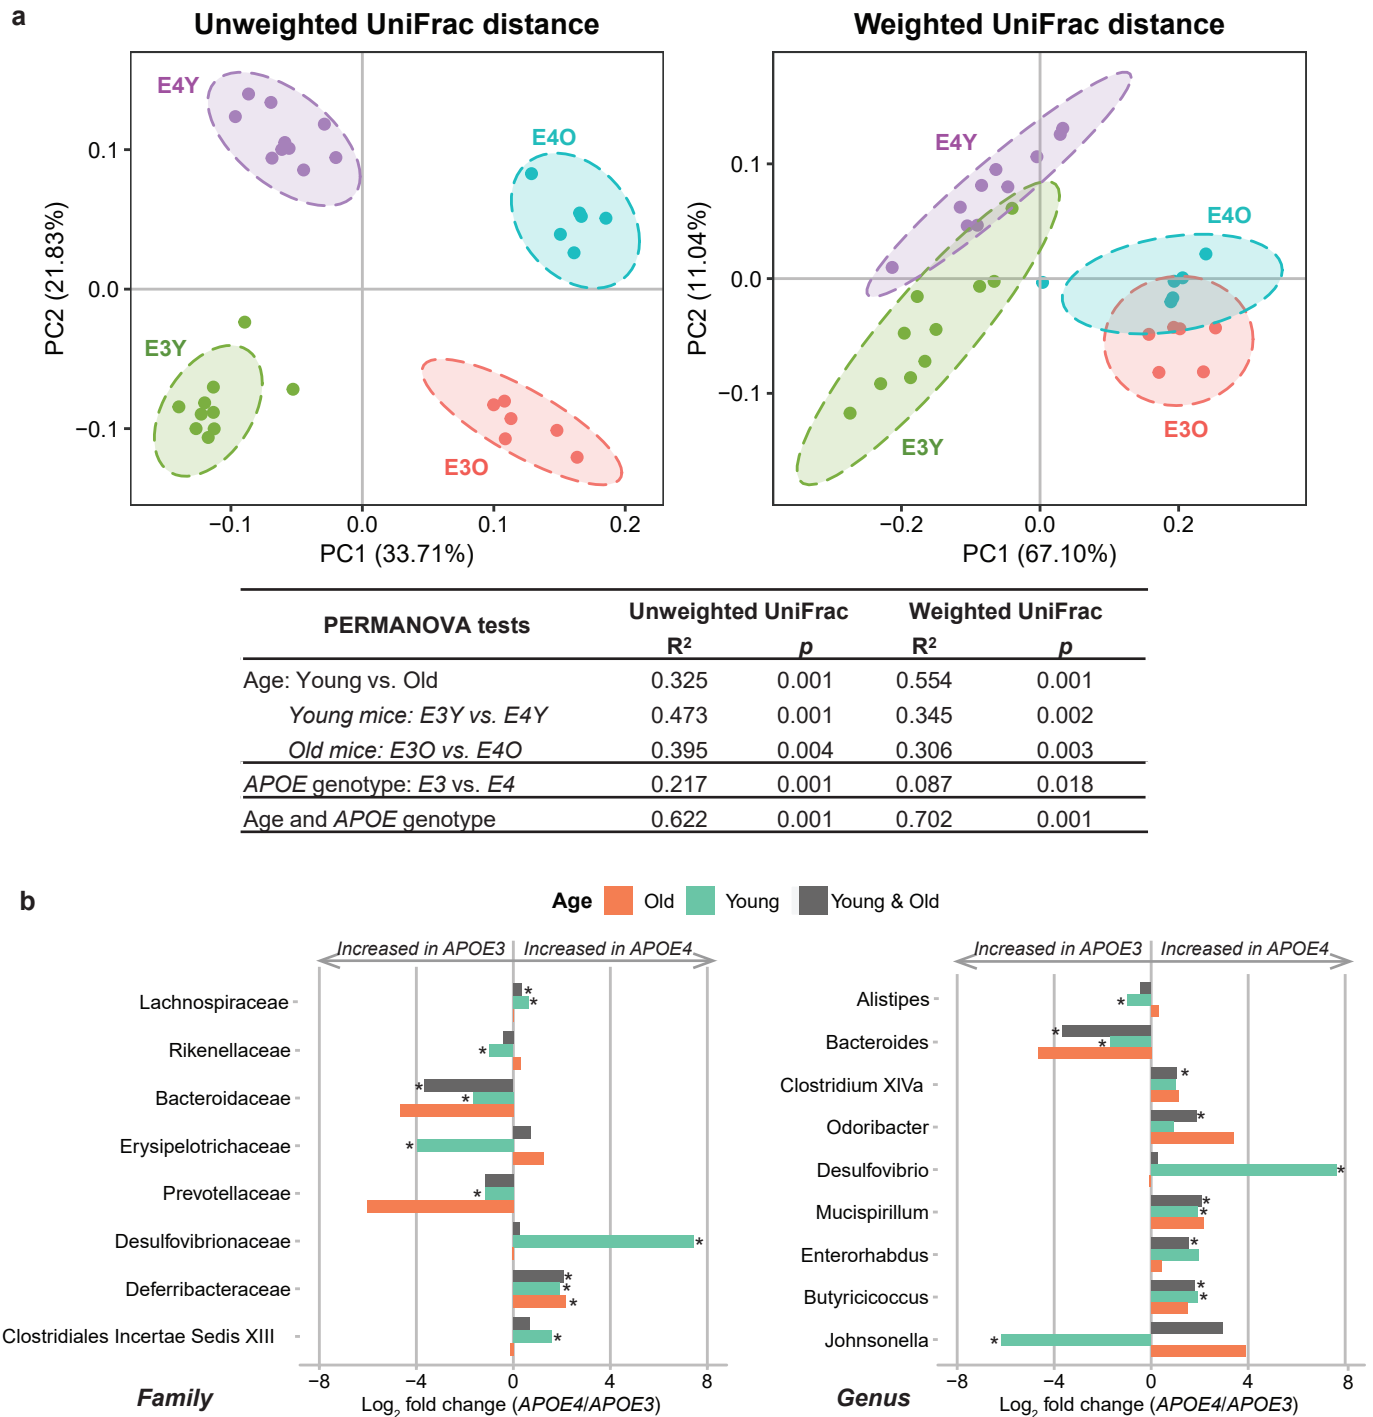 a
Unweighted UniFrac distance
E4Y
E4O
E3Y
E3O
0.1
0.0
−0.1
PC2 (21.83%)
−0.1 0.0 0.1 0.2
PC1 (33.71%)
Weighted UniFrac distance
E4Y
E4O
E3Y
E3O
0.1
0.0
−0.1
PC2 (11.04%)
−0.2 0.0 0.2
PC1 (67.10%)
PERMANOVA tests Unweighted UniFrac Weighted UniFrac
R² p R² p
Age: Young vs. Old 0.325 0.001 0.554 0.001
Young mice: E3Y vs. E4Y 0.473 0.001 0.345 0.002
Old mice: E3O vs. E4O 0.395 0.004 0.306 0.003
APOE genotype: E3 vs. E4 0.217 0.001 0.087 0.018
Age and APOE genotype 0.622 0.001 0.702 0.001
b
Age Old Young Young & Old
Increased in APOE3 Increased in APOE4
Lachnospiraceae * *
Rikenellaceae *
Bacteroidaceae * *
Erysipelotrichaceae *
Prevotellaceae *
Desulfovibrionaceae *
Deferribacteraceae * * *
Clostridiales Incertae Sedis XIII *
−8 −4 0 4 8
Family
Log₂ fold change (APOE4/APOE3)
Increased in APOE3 Increased in APOE4
Alistipes *
Bacteroides * *
Clostridium XIVa *
Odoribacter *
Desulfovibrio *
Mucispirillum * *
Enterorhabdus *
Butyricicoccus * *
Johnsonella *
−8 −4 0 4 8
Genus
Log₂ fold change (APOE4/APOE3)